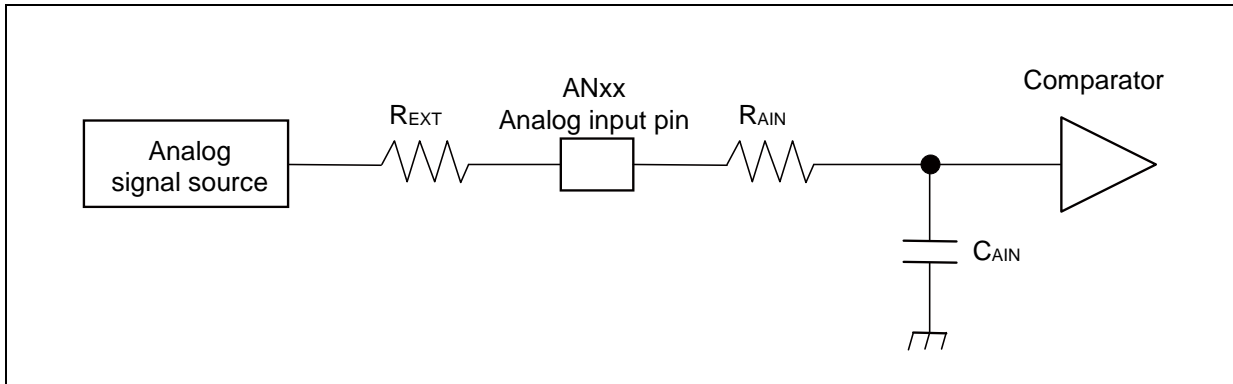 Comparator
ANxx
Analog input pin
REXT
RAIN
Analog
signal source
CAIN